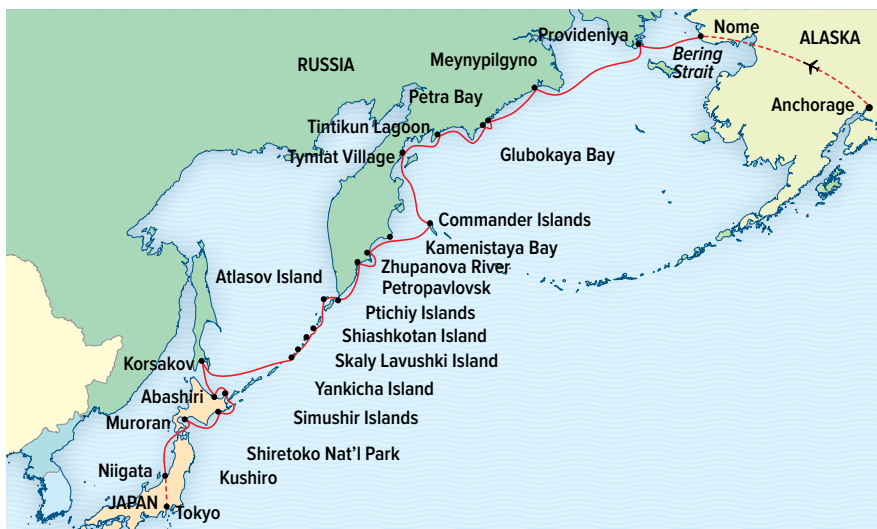 Nome
ALASKA
Provideniya
Bering
Strait
Meynypilgyno
RUSSIA
Petra Bay
Anchorage
Tintikun Lagoon
Tymlat Village
Glubokaya Bay
Commander Islands
Kamenistaya Bay
Zhupanova River
Atlasov Island
Petropavlovsk
Ptichiy Islands
Shiashkotan Island
Skaly Lavushki Island
Korsakov
Yankicha Island
Abashiri
Simushir Islands
Muroran
Shiretoko Nat'l Park
Niigata
Kushiro
JAPAN
Tokyo